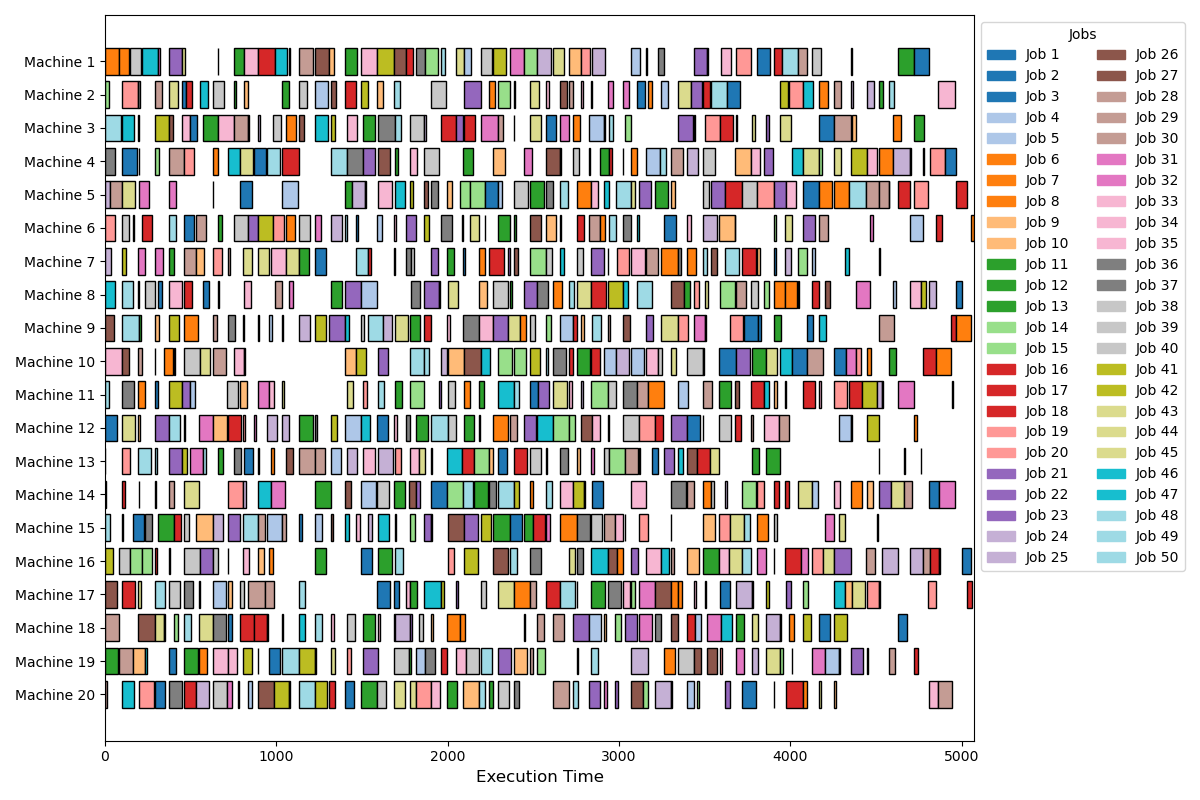 Machine 1
Machine 2
Machine 3
Machine 4
Machine 5
Machine 6
Machine 7
Machine 8
Machine 9
Machine 10
Machine 11
Machine 12
Machine 13
Machine 14
Machine 15
Machine 16
Machine 17
Machine 18
Machine 19
Machine 20
0 1000 2000 3000 4000 5000
Execution Time
Jobs
Job 1
Job 2
Job 3
Job 4
Job 5
Job 6
Job 7
Job 8
Job 9
Job 10
Job 11
Job 12
Job 13
Job 14
Job 15
Job 16
Job 17
Job 18
Job 19
Job 20
Job 21
Job 22
Job 23
Job 24
Job 25
Job 26
Job 27
Job 28
Job 29
Job 30
Job 31
Job 32
Job 33
Job 34
Job 35
Job 36
Job 37
Job 38
Job 39
Job 40
Job 41
Job 42
Job 43
Job 44
Job 45
Job 46
Job 47
Job 48
Job 49
Job 50